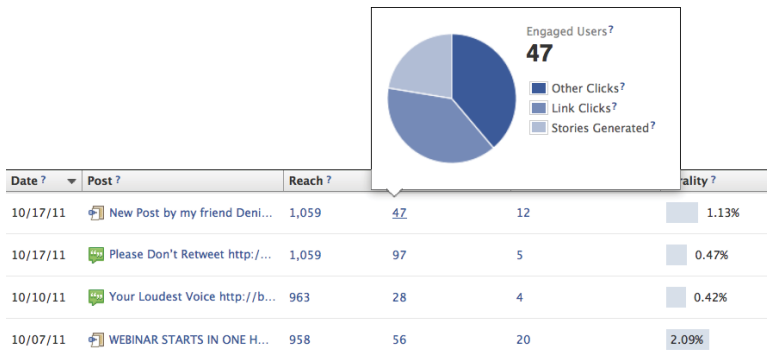 Engaged Users?
47
Other Clicks?
Link Clicks?
Stories Generated?
Date ? Post ? Reach ? rality ?
10/17/11 New Post by my friend Deni... 1,059 47 12 1.13%
10/17/11 Please Don't Retweet http:/... 1,059 97 5 0.47%
10/10/11 Your Loudest Voice http://b... 963 28 4 0.42%
10/07/11 WEBINAR STARTS IN ONE H... 958 56 20 2.09%